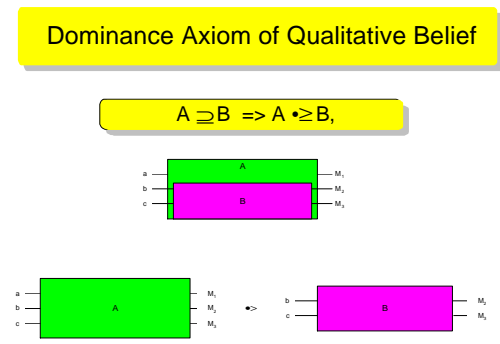 Dominance Axiom of Qualitative Belief
A ⊇ B => A •≥ B,
A
a M₁
b M₂
B
c M₃
a M₁
b A M₂ •> b B M₂
c M₃ c M₃